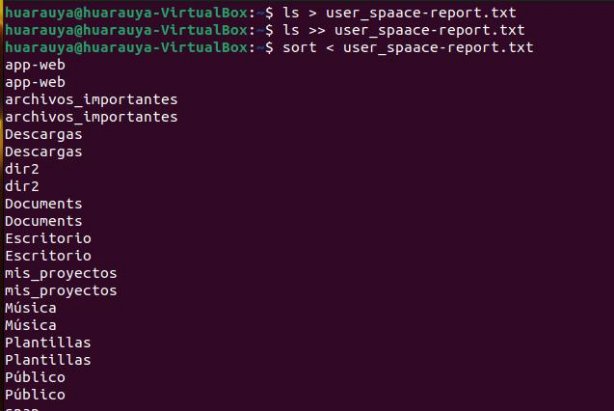 huarauya@huarauya-VirtualBox:~$ ls > user_spaace-report.txt
huarauya@huarauya-VirtualBox:~$ ls >> user_spaace-report.txt
huarauya@huarauya-VirtualBox:~$ sort < user_spaace-report.txt
app-web
app-web
archivos_importantes
archivos_importantes
Descargas
Descargas
dir2
dir2
Documents
Documents
Escritorio
Escritorio
mis_proyectos
mis_proyectos
Música
Música
Plantillas
Plantillas
Público
Público